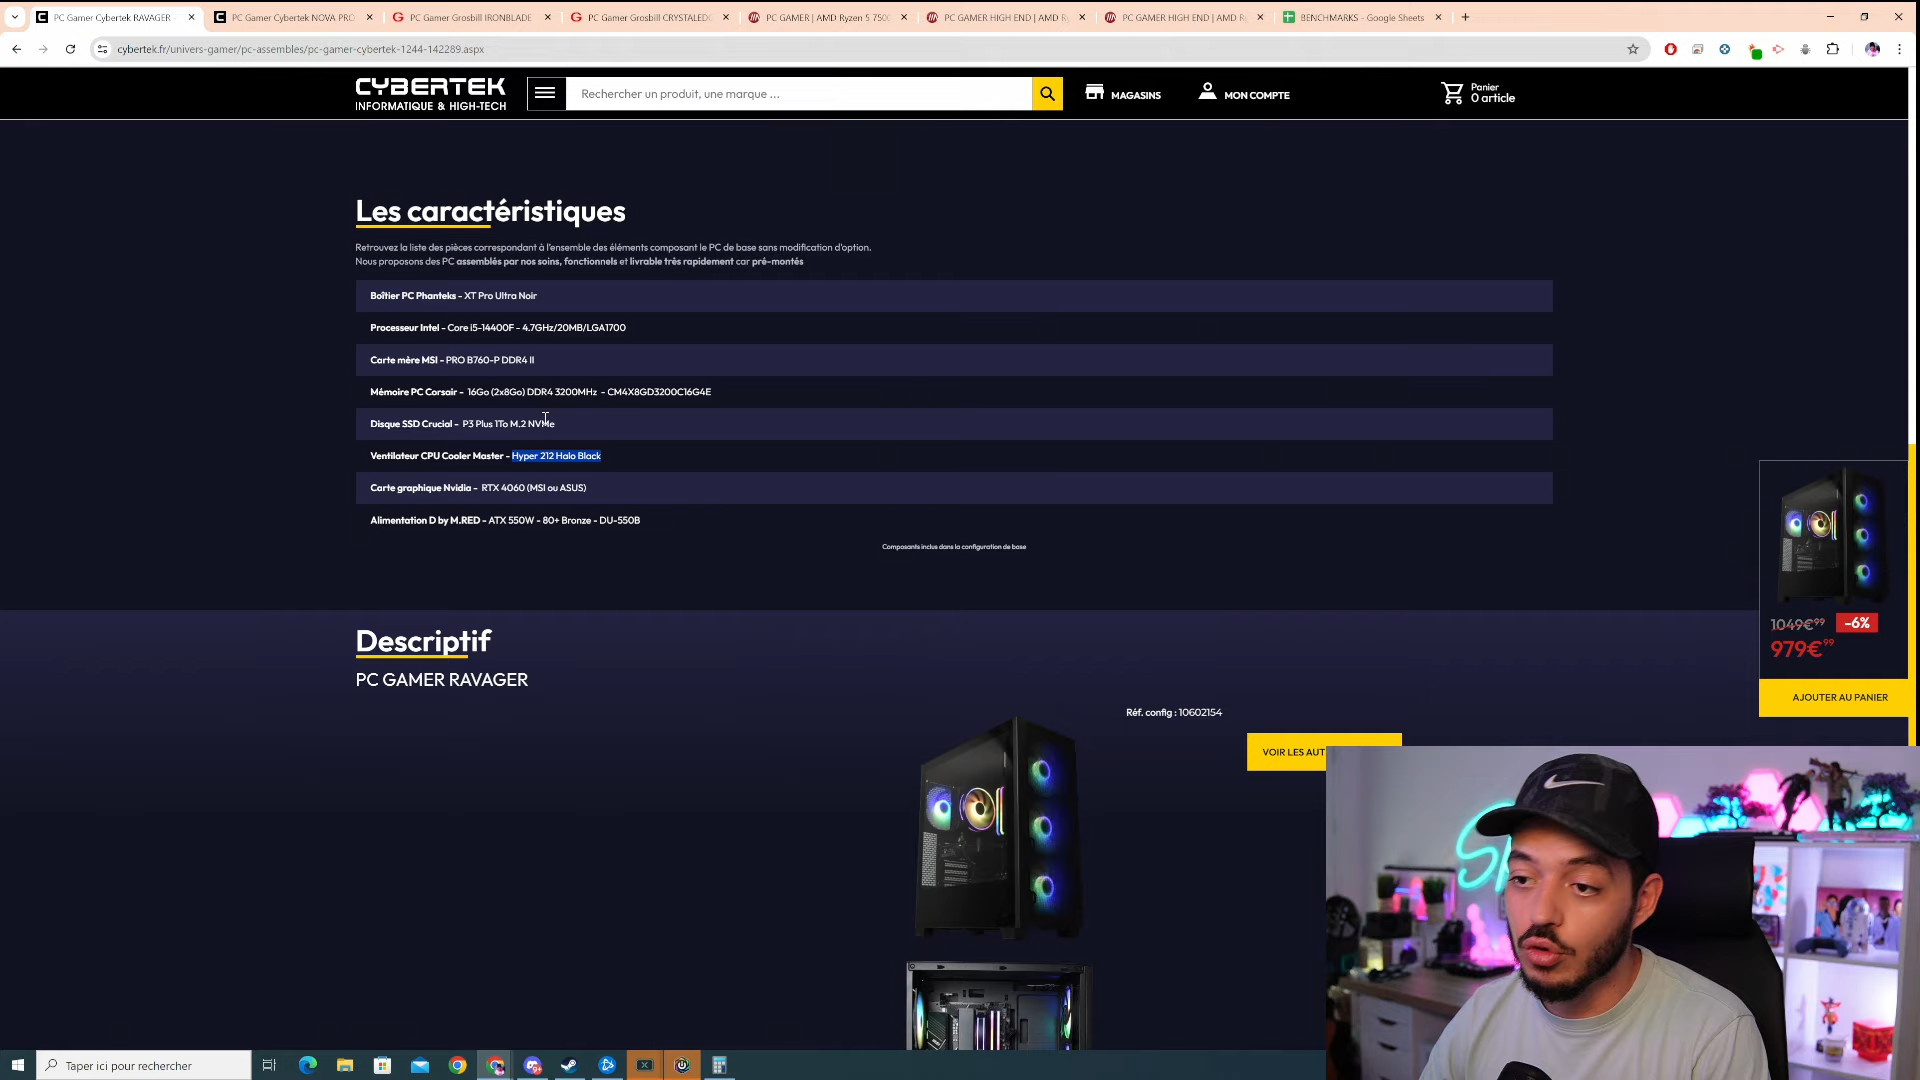 PC Gamer Cybertek RAVAGER
PC Gamer Cybertek NOVA PRO
PC Gamer Grosbill IRONBLADE
PC Gamer Grosbill CRYSTALED
PC GAMER | AMD Ryzen 5 7500
PC GAMER HIGH END | AMD Ry
PC GAMER HIGH END | AMD Ry
BENCHMARKS - Google Sheets
cybertek.fr/univers-gamer/pc-assembles/pc-gamer-cybertek-1244-142289.aspx
CYBERTEK
INFORMATIQUE & HIGH-TECH
Rechercher un produit, une marque ...
MAGASINS
MON COMPTE
Panier
0 article
Les caractéristiques
Retrouvez la liste des pièces correspondant à l'ensemble des éléments composant le PC de base sans modification d'option.
Nous proposons des PC assemblés par nos soins, fonctionnels et livrable très rapidement car pré-montés
Boîtier PC Phanteks - XT Pro Ultra Noir
Processeur Intel - Core i5-14400F - 4.7GHz/20MB/LGA1700
Carte mère MSI - PRO B760-P DDR4 II
Mémoire PC Corsair - 16Go (2x8Go) DDR4 3200MHz - CM4X8GD3200C16G4E
Disque SSD Crucial - P3 Plus 1To M.2 NVMe
Ventilateur CPU Cooler Master - Hyper 212 Halo Black
Carte graphique Nvidia - RTX 4060 (MSI ou ASUS)
Alimentation D by M.RED - ATX 550W - 80+ Bronze - DU-550B
Composants inclus dans la configuration de base
1049€99
-6%
979€99
AJOUTER AU PANIER
Descriptif
PC GAMER RAVAGER
Réf. config : 10602154
VOIR LES AUT
Taper ici pour rechercher